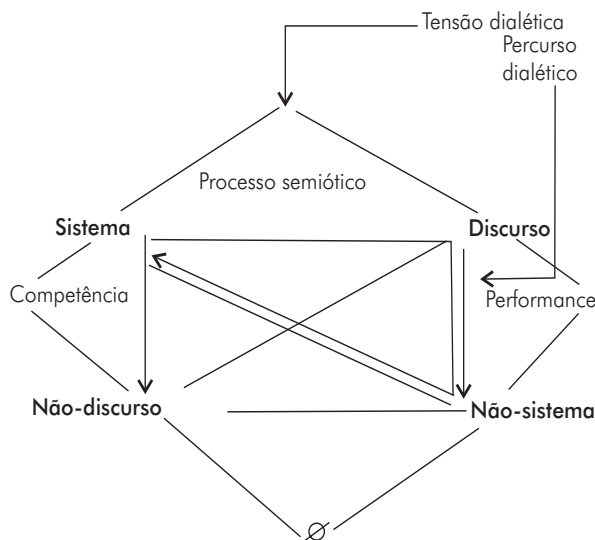 Tensão dialética
Percurso
dialético
Processo semiótico
Sistema
Discurso
Competência
Performance
Não-discurso
Não-sistema
Ø